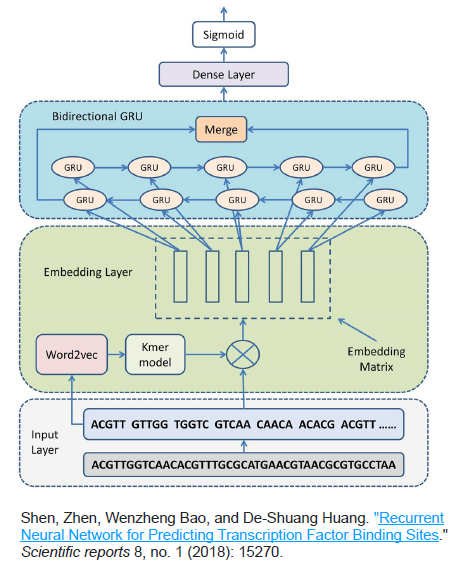 Sigmoid
Dense Layer
Bidirectional GRU
Merge
GRU GRU GRU GRU GRU
GRU GRU GRU GRU GRU
Embedding Layer
Word2vec
Kmer
model
Embedding
Matrix
Input
Layer
ACGTT GTTGG TGGTC GTCAA CAACA ACACG ACGTT ......
ACGTTGGTCAACACGTTTGCGCATGAACGTAACGCGTGCCTAA
Shen, Zhen, Wenzheng Bao, and De-Shuang Huang. "Recurrent
Neural Network for Predicting Transcription Factor Binding Sites."
Scientific reports 8, no. 1 (2018): 15270.